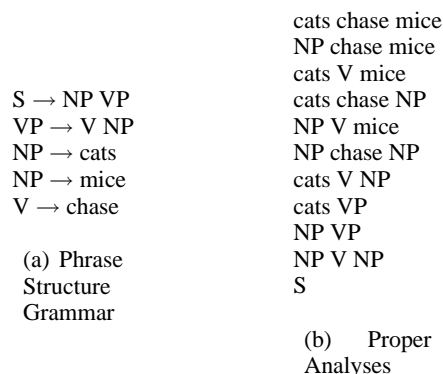 S → NP VP
VP → V NP
NP → cats
NP → mice
V → chase
(a) Phrase
Structure
Grammar
cats chase mice
NP chase mice
cats V mice
cats chase NP
NP V mice
NP chase NP
cats V NP
cats VP
NP VP
NP V NP
S
(b) Proper
Analyses